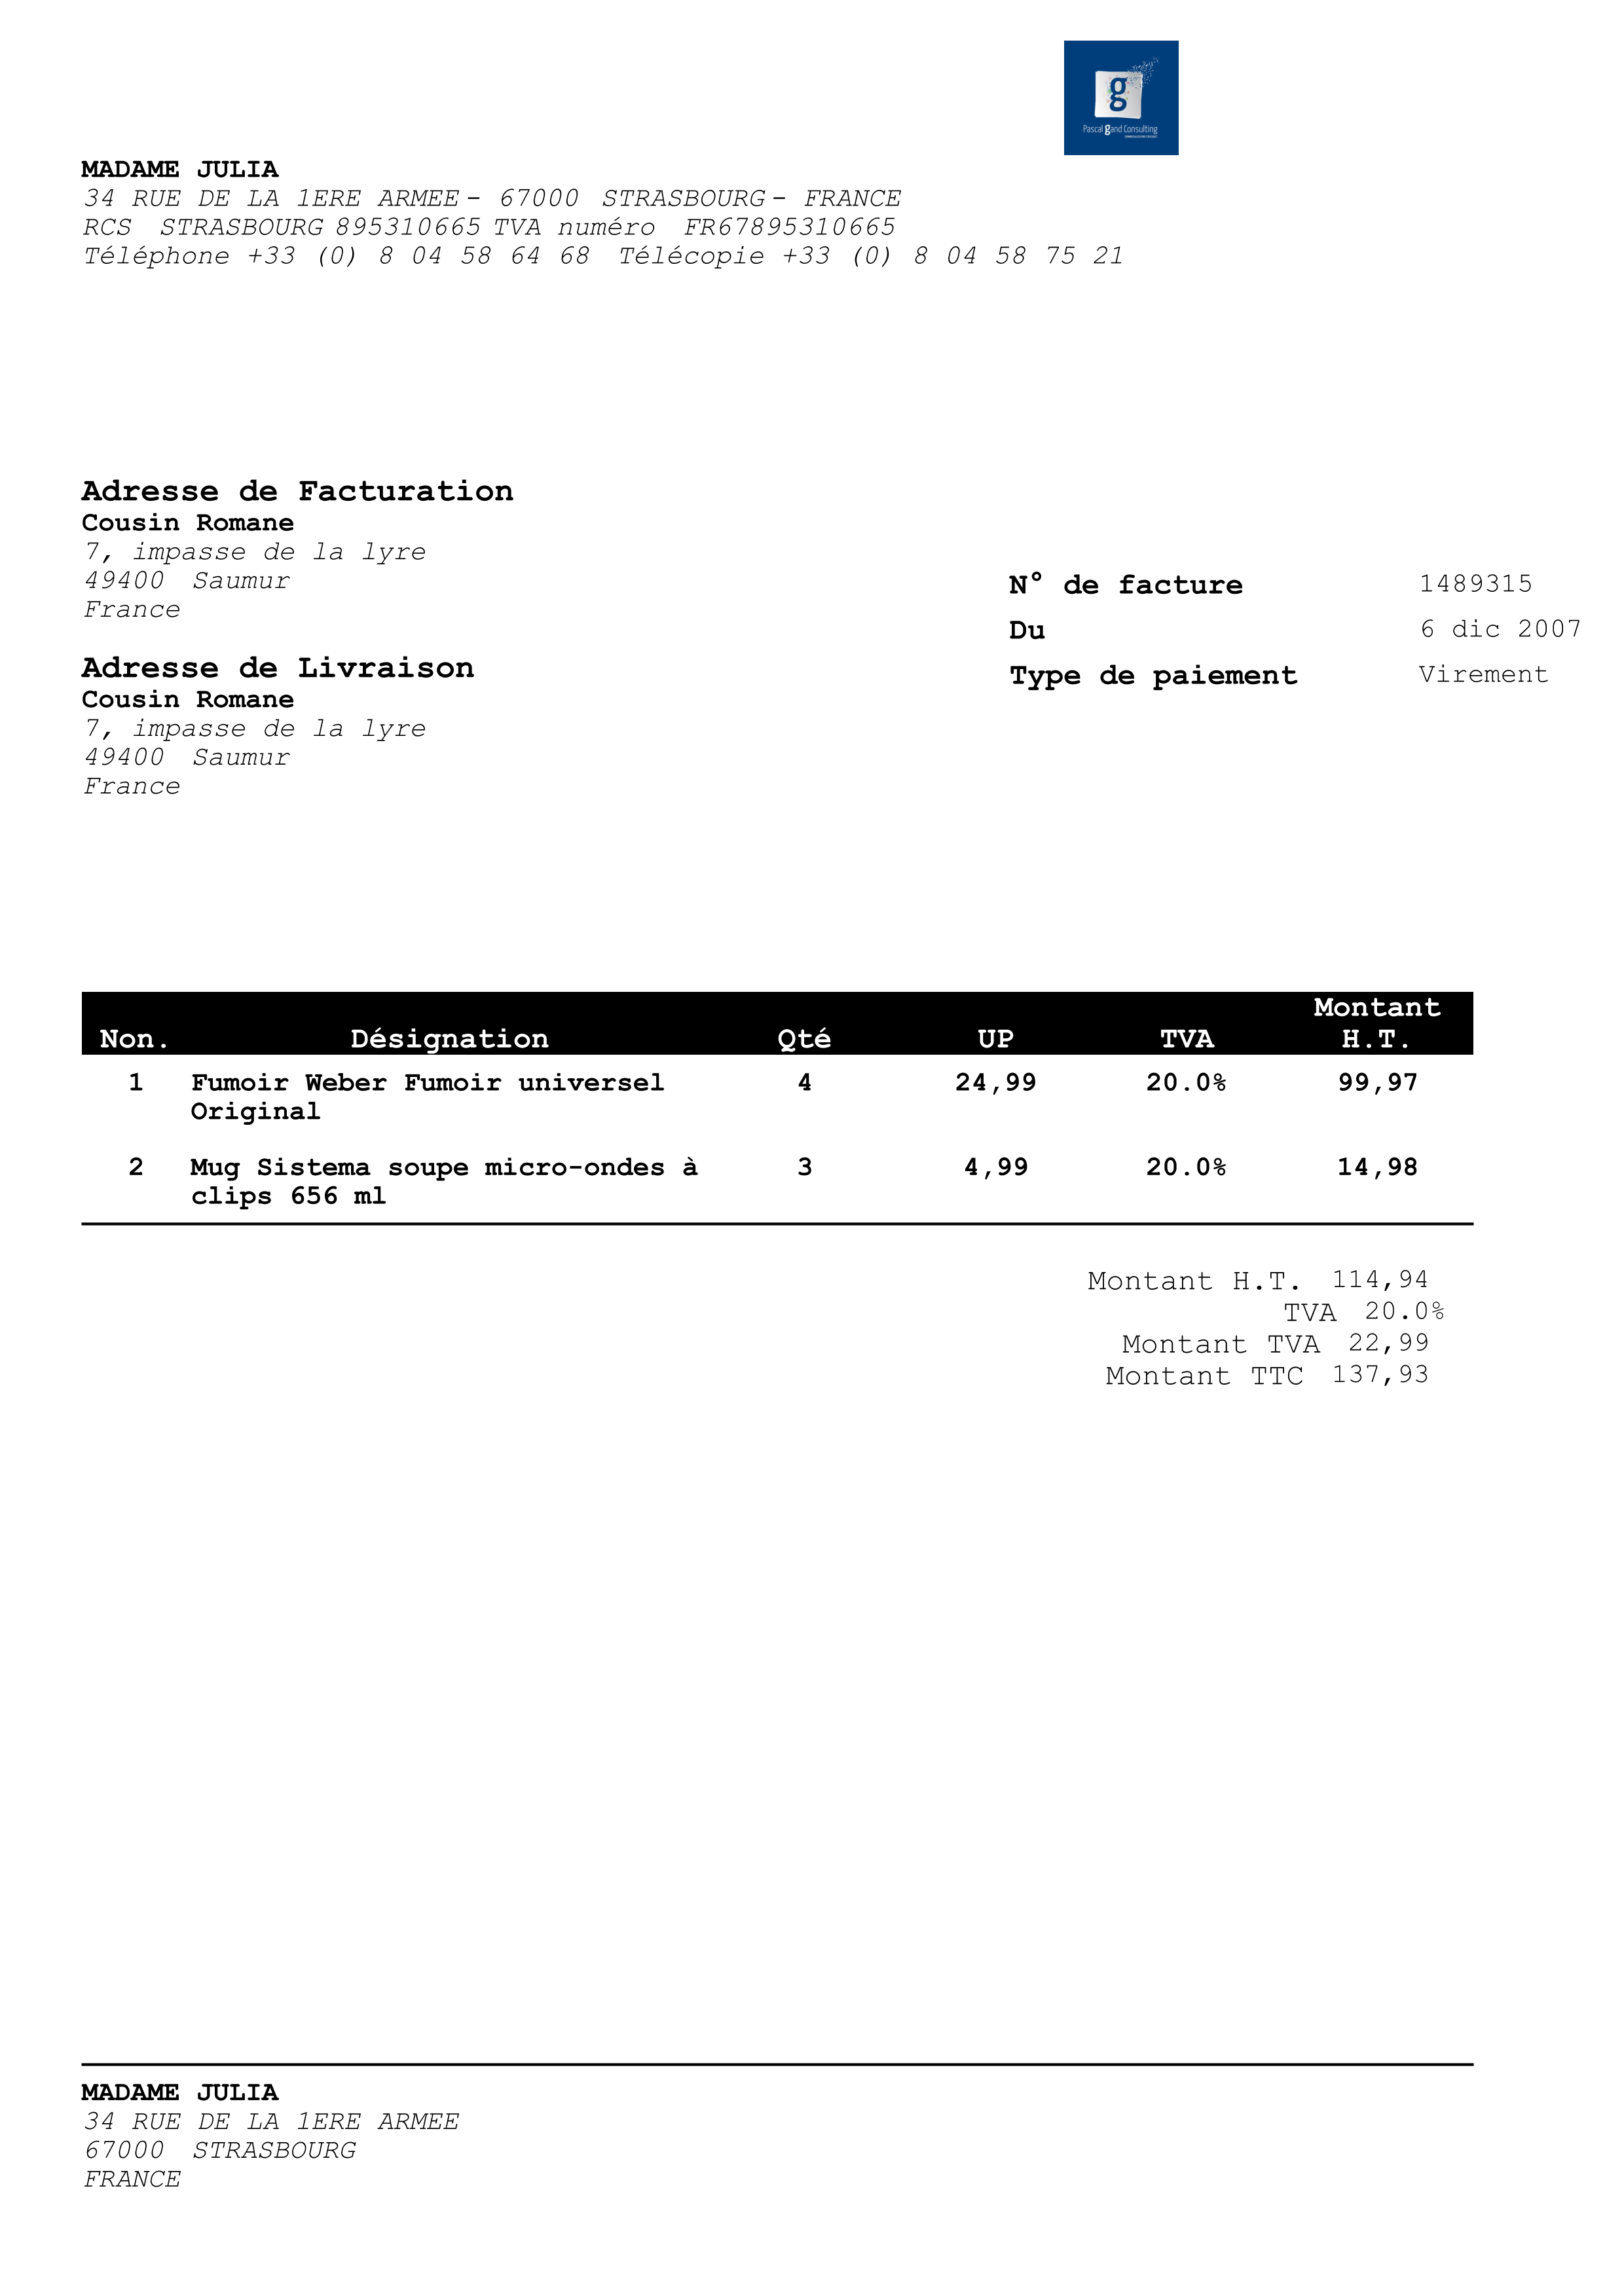 g
Pascal gand Consulting
MADAME JULIA
34 RUE DE LA 1ERE ARMEE - 67000 STRASBOURG - FRANCE
RCS STRASBOURG 895310665 TVA numéro FR67895310665
Téléphone +33 (0) 8 04 58 64 68 Télécopie +33 (0) 8 04 58 75 21
Adresse de Facturation
Cousin Romane
7, impasse de la lyre
49400 Saumur
France
N° de facture 1489315
Du 6 dic 2007
Type de paiement Virement
Adresse de Livraison
Cousin Romane
7, impasse de la lyre
49400 Saumur
France
Non. Désignation Qté UP TVA Montant H.T.
1 Fumoir Weber Fumoir universel 4 24,99 20.0% 99,97
Original
2 Mug Sistema soupe micro-ondes à 3 4,99 20.0% 14,98
clips 656 ml
Montant H.T. 114,94
TVA 20.0%
Montant TVA 22,99
Montant TTC 137,93
MADAME JULIA
34 RUE DE LA 1ERE ARMEE
67000 STRASBOURG
FRANCE